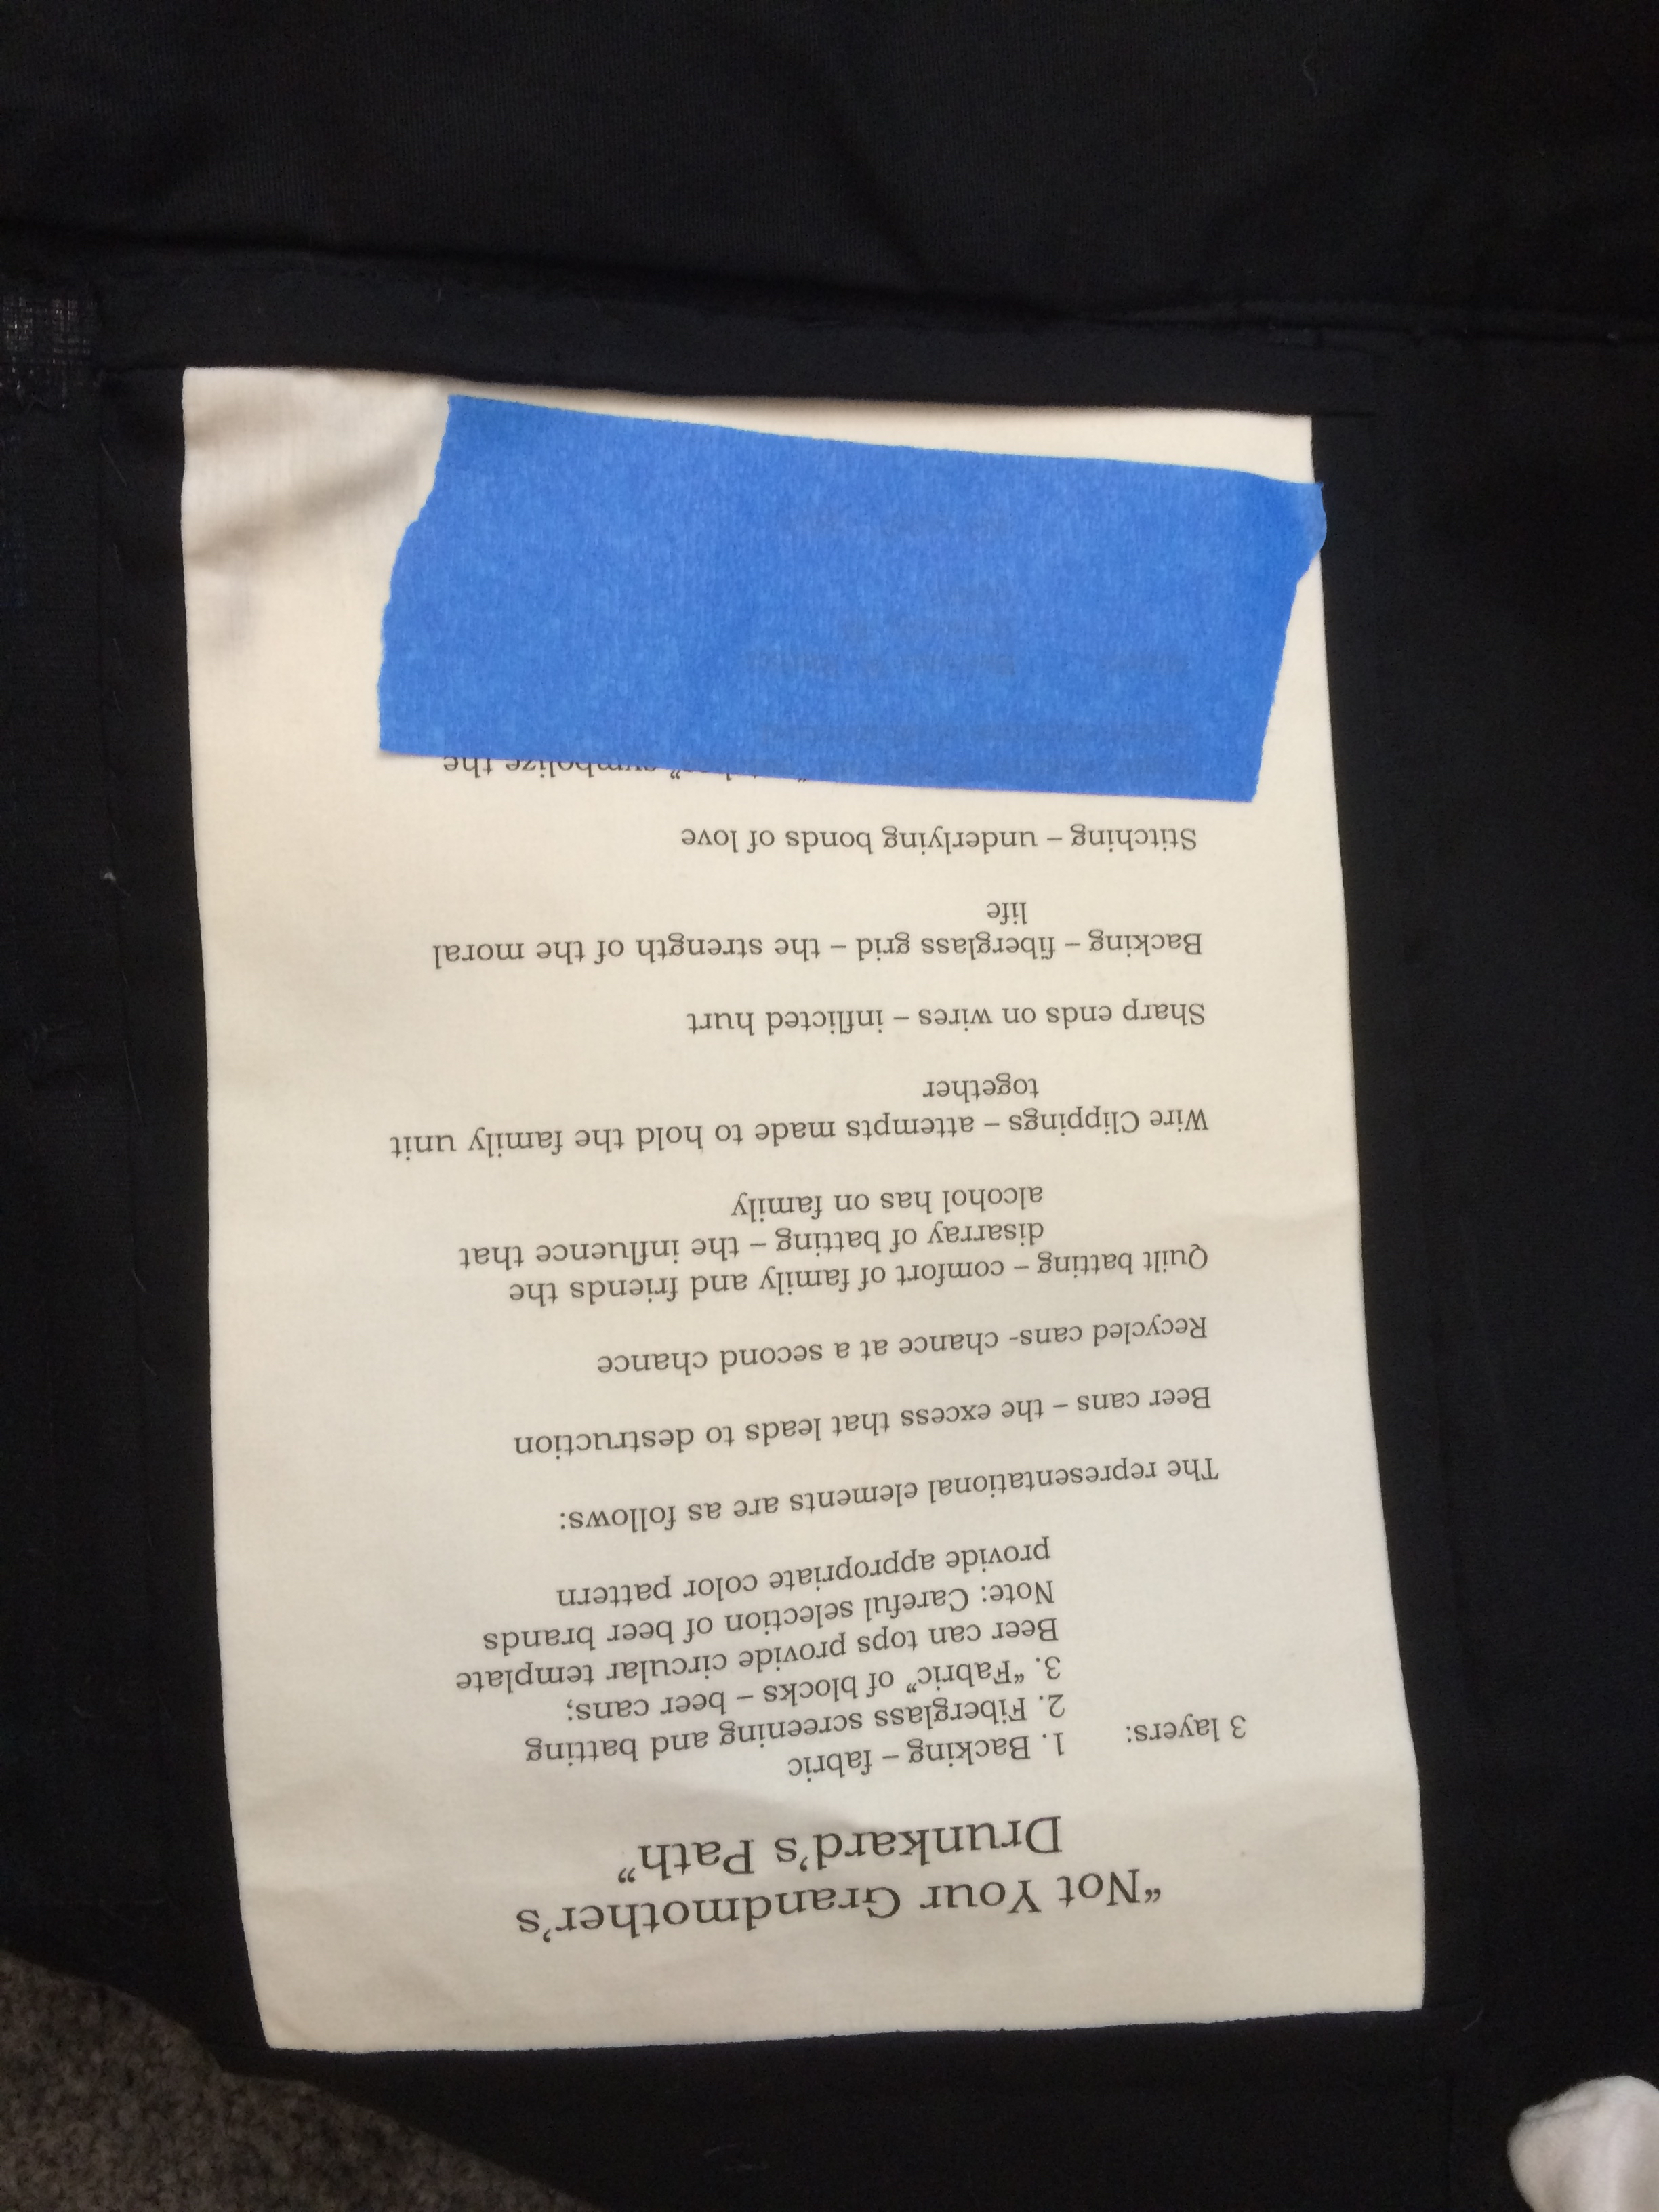 “Not Your Grandmother’s
Drunkard’s Path”
3 layers: 1. Backing – fabric
2. Fiberglass screening and batting
3. “Fabric” of blocks – beer cans;
Beer can tops provide circular template
Note: Careful selection of beer brands
provide appropriate color pattern
The representational elements are as follows:
Beer cans – the excess that leads to destruction
Recycled cans- chance at a second chance
Quilt batting – comfort of family and friends the
disarray of batting – the influence that
alcohol has on family
Wire Clippings – attempts made to hold the family unit
together
Sharp ends on wires – inflicted hurt
Backing – fiberglass grid – the strength of the moral
life
Stitching – underlying bonds of love
symbolize the